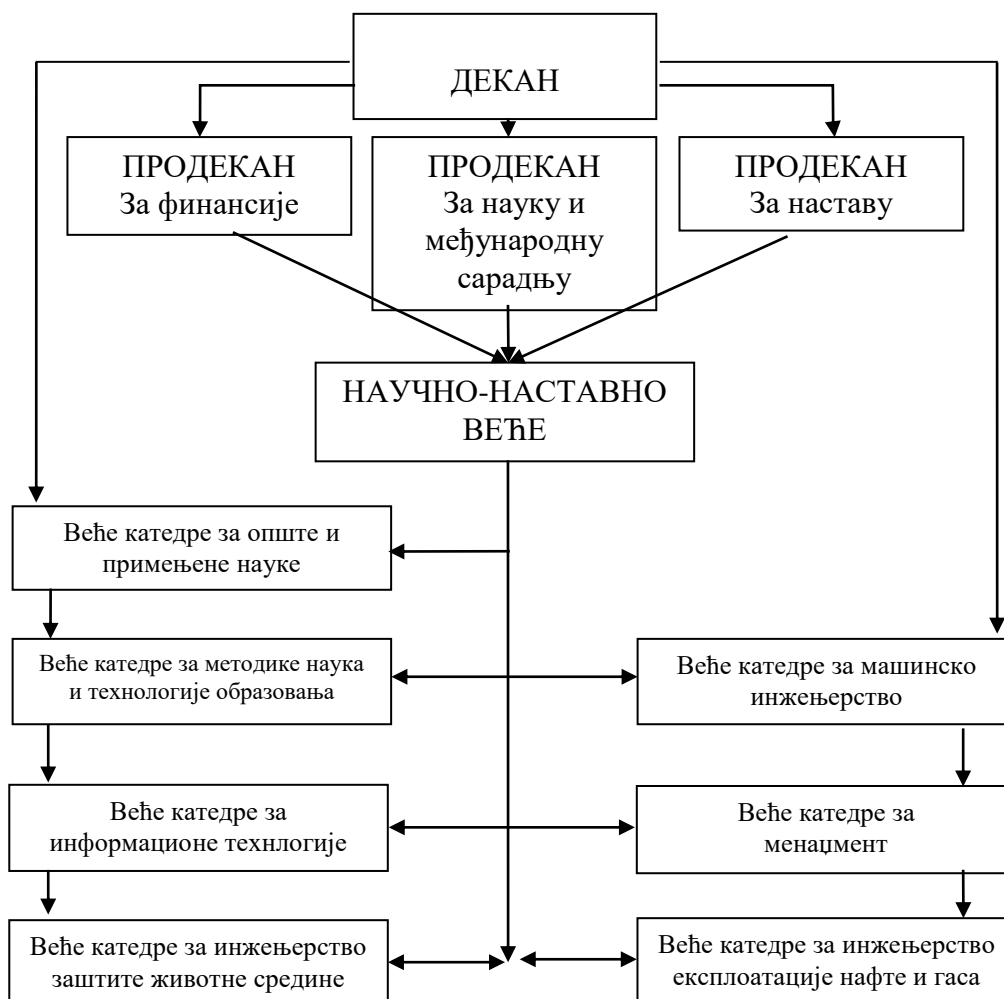 ДЕКАН
ПРОДЕКАН
За финансије
ПРОДЕКАН
За науку и
међународну
сарадњу
ПРОДЕКАН
За наставу
НАУЧНО-НАСТАВНО
ВЕЋЕ
Веће катедре за опште и
примењене науке
Веће катедре за методике наука
и технологије образовања
Веће катедре за машинско
инжењерство
Веће катедре за
информационе технлогије
Веће катедре за
менаџмент
Веће катедре за инжењерство
заштите животне средине
Веће катедре за инжењерство
експлоатације нафте и гаса